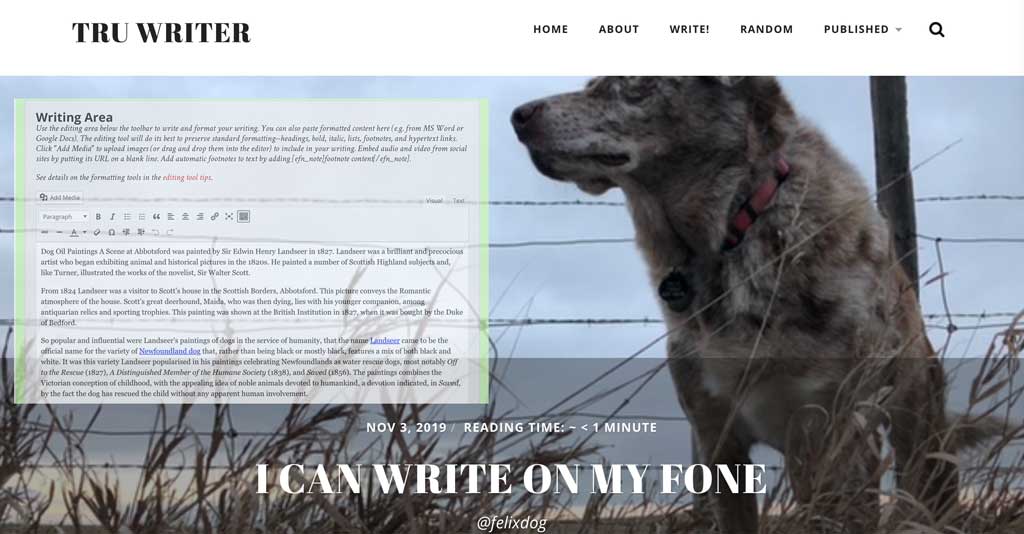 TRU WRITER
HOME ABOUT WRITE! RANDOM PUBLISHED
Writing Area
Use the editing area below the toolbar to write and format your writing. You can also paste formatted content here (e.g. from MS Word or
Google Docs). The editing tool will do its best to preserve standard formatting--headings, bold, italic, lists, footnotes, and hypertext links.
Click "Add Media" to upload images (or drag and drop them into the editor) to include in your writing. Embed audio and video from social
sites by putting its URL on a blank line. Add automatic footnotes to text by adding [efn_note]footnote content[/efn_note].
See details on the formatting tools in the editing tool tips.
Add Media
Visual Text
Paragraph B I
A
Dog Oil Paintings A Scene at Abbotsford was painted by Sir Edwin Henry Landseer in 1827. Landseer was a brilliant and precocious
artist who began exhibiting animal and historical pictures in the 1820s. He painted a number of Scottish Highland subjects and,
like Turner, illustrated the works of the novelist, Sir Walter Scott.
From 1824 Landseer was a visitor to Scott's house in the Scottish Borders, Abbotsford. This picture conveys the Romantic
atmosphere of the house. Scott's great deerhound, Maida, who was then dying, lies with his younger companion, among
antiquarian relics and sporting trophies. This painting was shown at the British Institution in 1827, when it was bought by the Duke
of Bedford.
So popular and influential were Landseer's paintings of dogs in the service of humanity, that the name Landseer came to be the
official name for the variety of Newfoundland dog that, rather than being black or mostly black, features a mix of both black and
white. It was this variety Landseer popularised in his paintings celebrating Newfoundlands as water rescue dogs, most notably Off
to the Rescue (1827), A Distinguished Member of the Humane Society (1838), and Saved (1856). The paintings combines the
Victorian conception of childhood, with the appealing idea of noble animals devoted to humankind, a devotion indicated, in Saved,
by the fact the dog has rescued the child without any apparent human involvement.
NOV 3, 2019 / READING TIME: ~ < 1 MINUTE
I CAN WRITE ON MY FONE
@felixdog